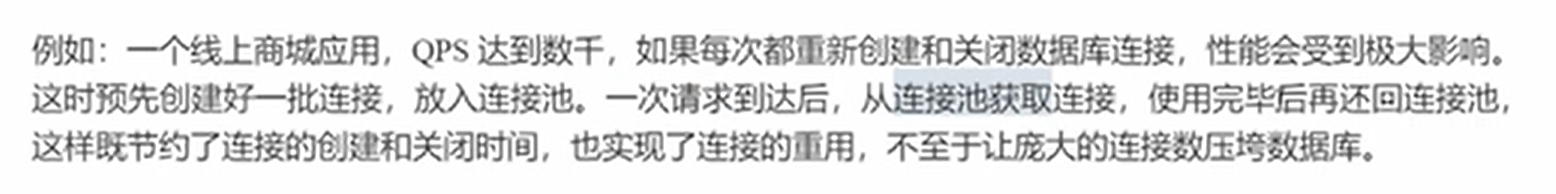 例如：一个线上商城应用，QPS 达到数千，如果每次都重新创建和关闭数据库连接，性能会受到极大影响。
这时预先创建好一批连接，放入连接池。一次请求到达后，从连接池获取连接，使用完毕后再还回连接池，
这样既节约了连接的创建和关闭时间，也实现了连接的重用，不至于让庞大的连接数压垮数据库。